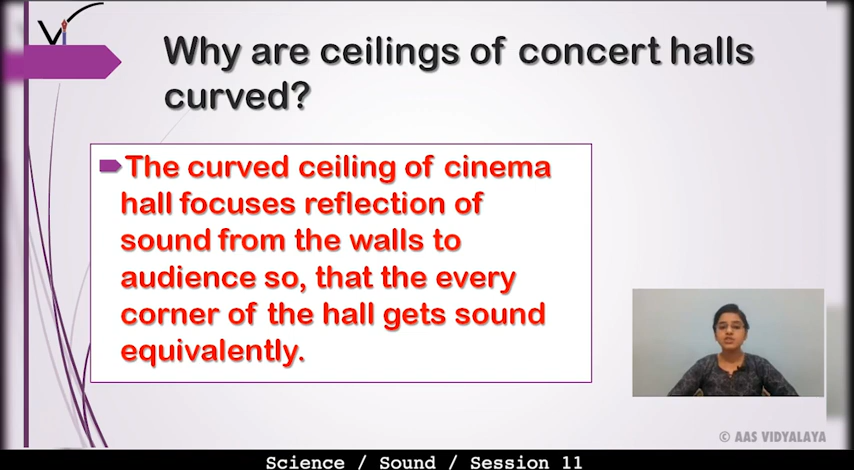 Why are ceilings of concert halls
curved?
The curved ceiling of cinema
hall focuses reflection of
sound from the walls to
audience so, that the every
corner of the hall gets sound
equivalently.
© AAS VIDYALAYA
Science / Sound / Session 11